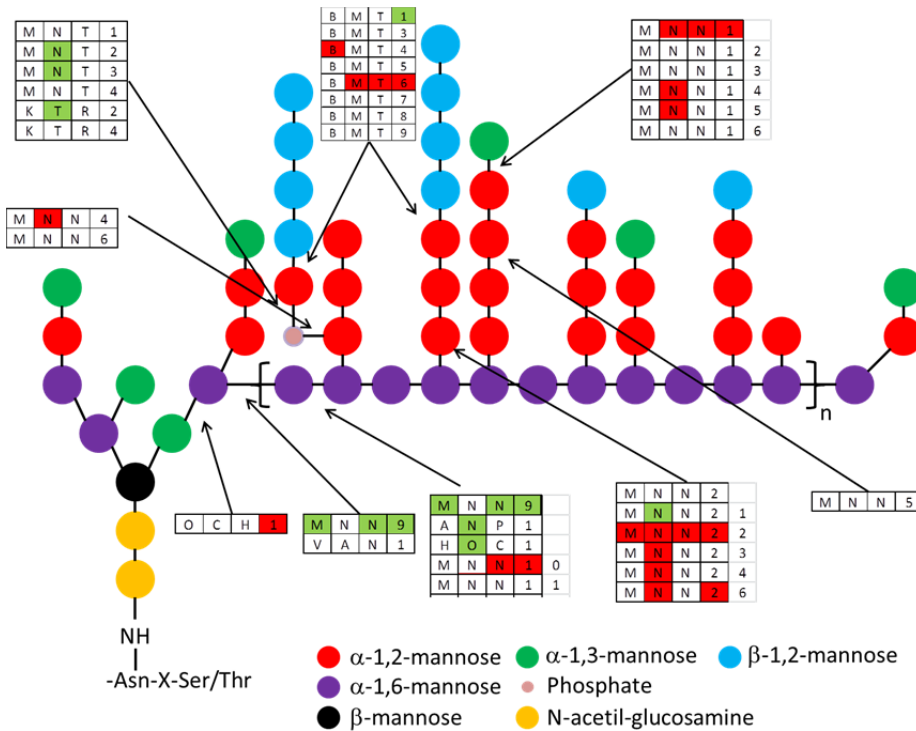 M N T 1
M N T 2
M N T 3
M N T 4
K T R 2
K T R 4
B M T 1
B M T 3
B M T 4
B M T 5
B M T 6
B M T 7
B M T 8
B M T 9
M N N 1
M N N 1 2
M N N 1 3
M N N 1 4
M N N 1 5
M N N 1 6
M N N 4
M N N 6
n
O C H 1
M N N 9
V A N 1
M N N 9
A N P 1
H O C 1
M N N 1 0
M N N 1 1
M N N 2
M N N 2 1
M N N 2 2
M N N 2 3
M N N 2 4
M N N 2 6
M N N 5
NH
-Asn-X-Ser/Thr
α-1,2-mannose
α-1,3-mannose
β-1,2-mannose
α-1,6-mannose
Phosphate
β-mannose
N-acetil-glucosamine